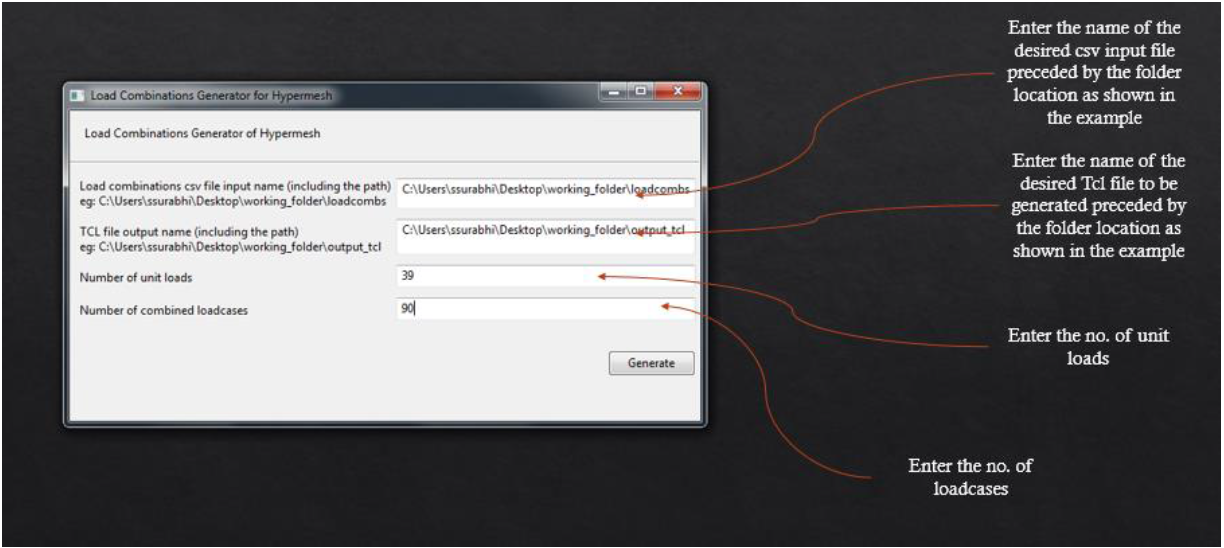 Load Combinations Generator for Hypermesh
Load Combinations Generator of Hypermesh
Load combinations csv file input name (including the path)
eg: C:\Users\ssurabhi\Desktop\working_folder\loadcombs
C:\Users\ssurabhi\Desktop\working_folder\loadcombs
TCL file output name (including the path)
eg: C:\Users\ssurabhi\Desktop\working_folder\output_tcl
C:\Users\ssurabhi\Desktop\working_folder\output_tcl
Number of unit loads
39
Number of combined loadcases
90
Generate
Enter the name of the
desired csv input file
preceded by the folder
location as shown in
the example
Enter the name of the
desired Tcl file to be
generated preceded by
the folder location as
shown in the example
Enter the no. of unit
loads
Enter the no. of
loadcases